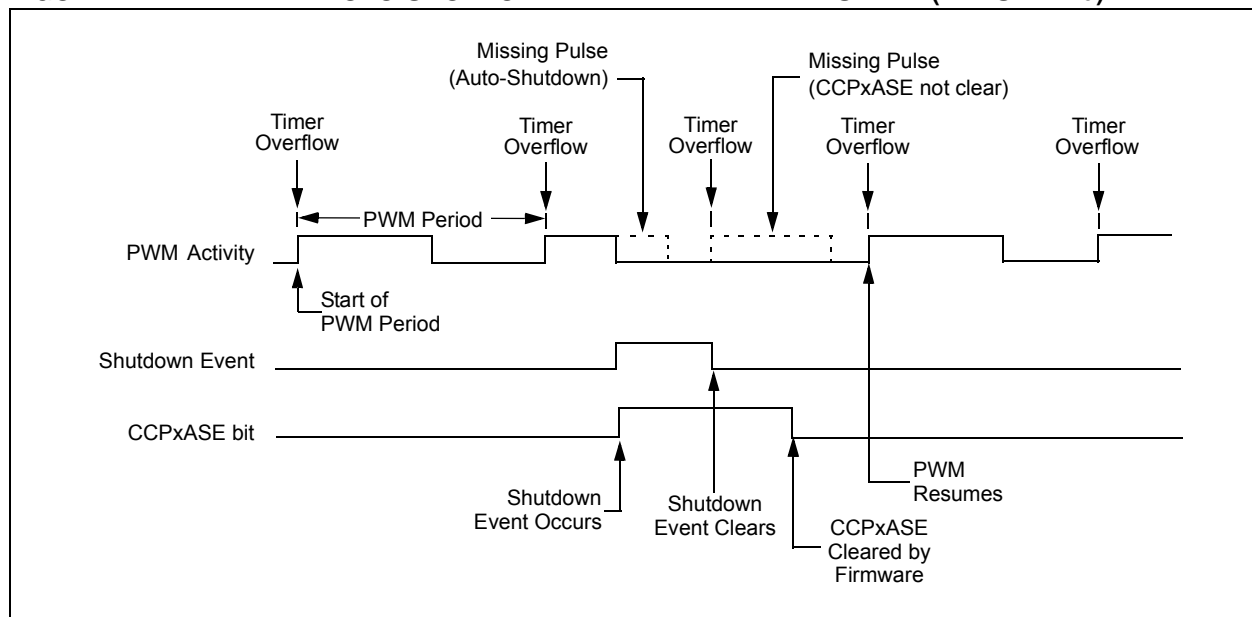 Missing Pulse
(Auto-Shutdown)
Missing Pulse
(CCPxASE not clear)
Timer
Overflow
Timer
Overflow
Timer
Overflow
Timer
Overflow
Timer
Overflow
PWM Period
PWM Activity
Start of
PWM Period
Shutdown Event
CCPxASE bit
Shutdown
Event Occurs
Shutdown
Event Clears
CCPxASE
Cleared by
Firmware
PWM
Resumes